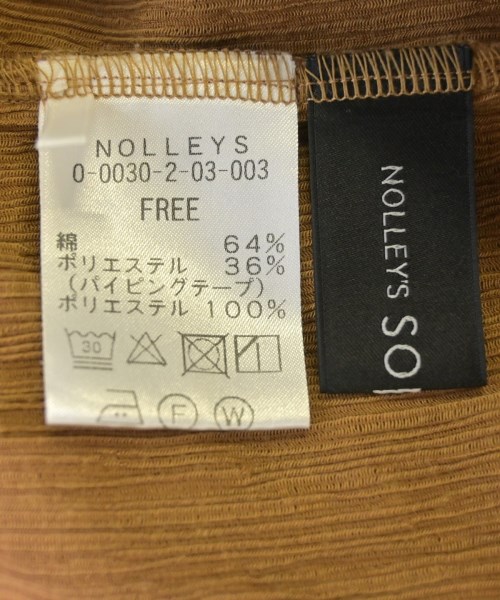 NOLLEYS
0-0030-2-03-003
FREE
綿 64%
ポリエステル 36%
(パイピングテープ)
ポリエステル 100%
30
F W
NOLLEY'S